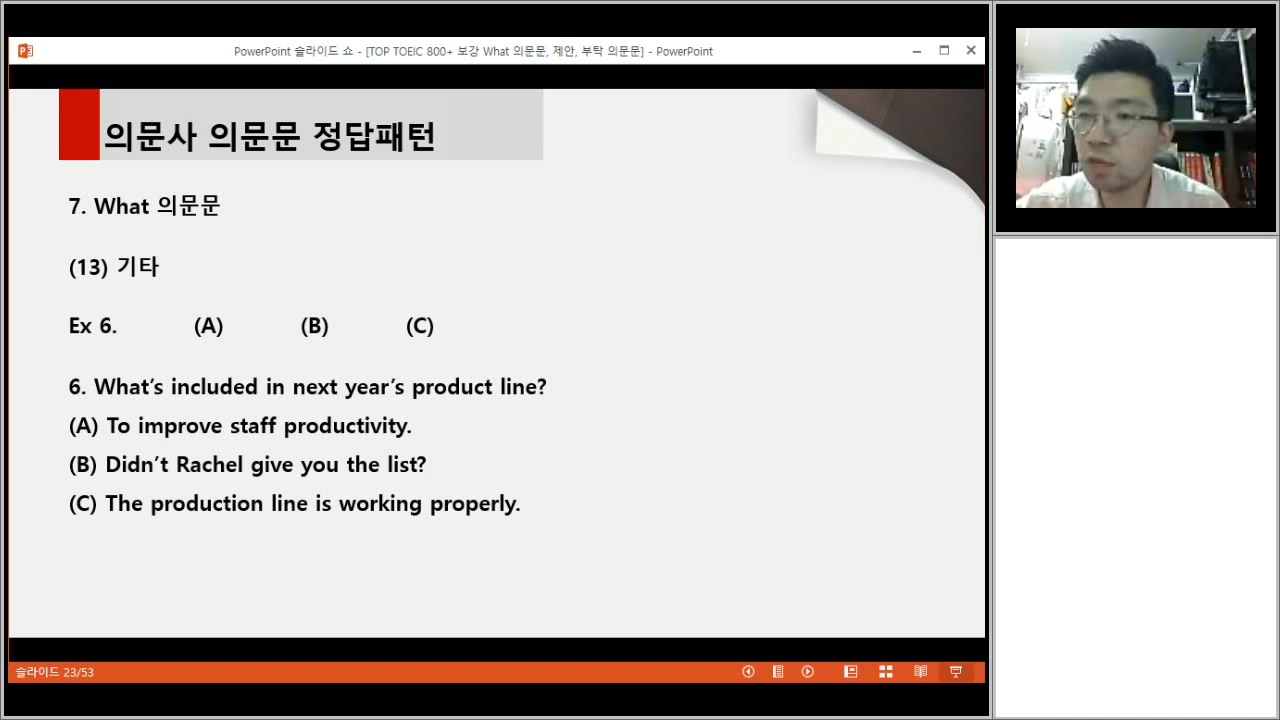 PowerPoint 슬라이드 쇼 - [TOP TOEIC 800+ 보강 What 의문문, 제안, 부탁 의문문] - PowerPoint
의문사 의문문 정답패턴
7. What 의문문
(13) 기타
Ex 6. (A) (B) (C)
6. What’s included in next year’s product line?
(A) To improve staff productivity.
(B) Didn’t Rachel give you the list?
(C) The production line is working properly.
슬라이드 23/53